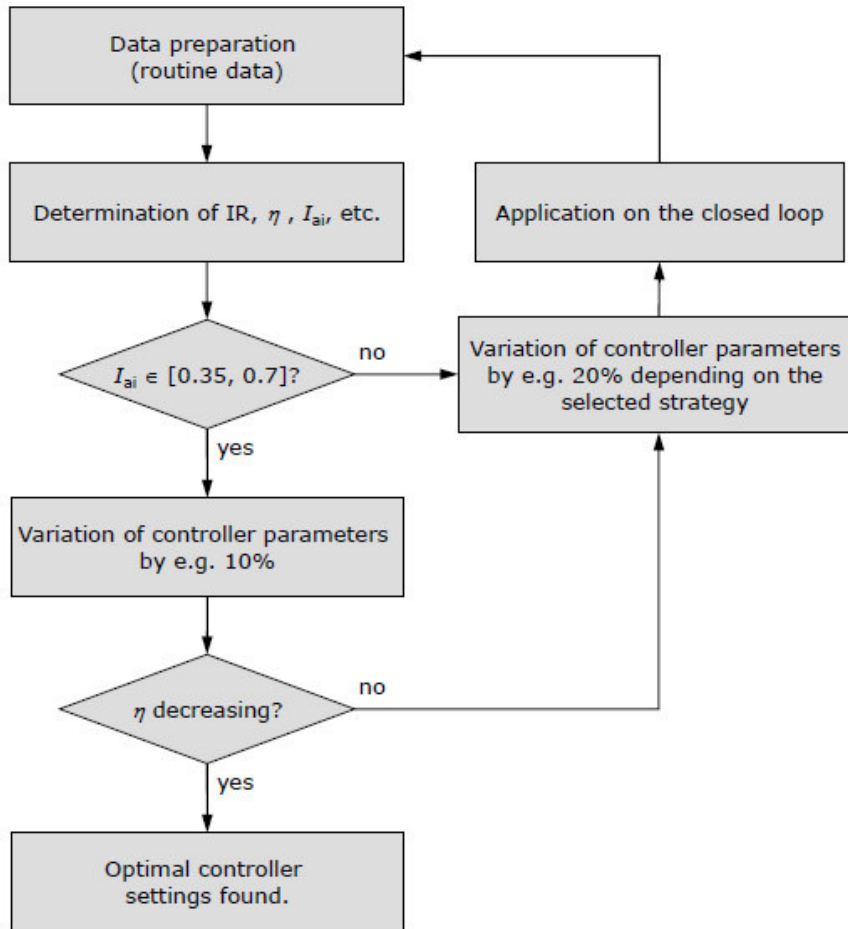 Data preparation
(routine data)
Determination of IR, η , Iai, etc.
Application on the closed loop
Iai ∈ [0.35, 0.7]?
no
Variation of controller parameters
by e.g. 20% depending on the
selected strategy
yes
Variation of controller parameters
by e.g. 10%
η decreasing?
no
yes
Optimal controller
settings found.